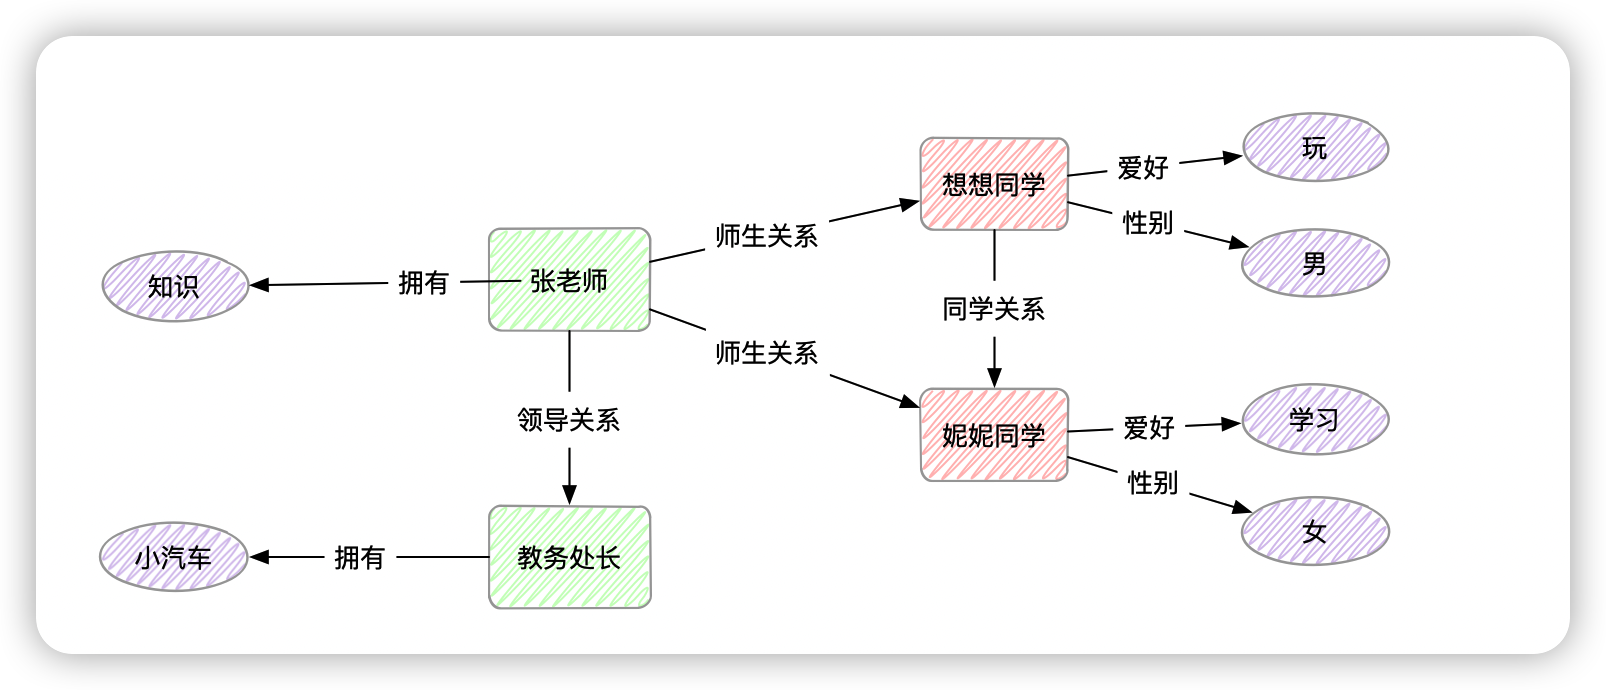 玩
爱好
想想同学
性别
师生关系
男
张老师
拥有
知识
同学关系
师生关系
领导关系
学习
爱好
妮妮同学
性别
女
教务处长
拥有
小汽车